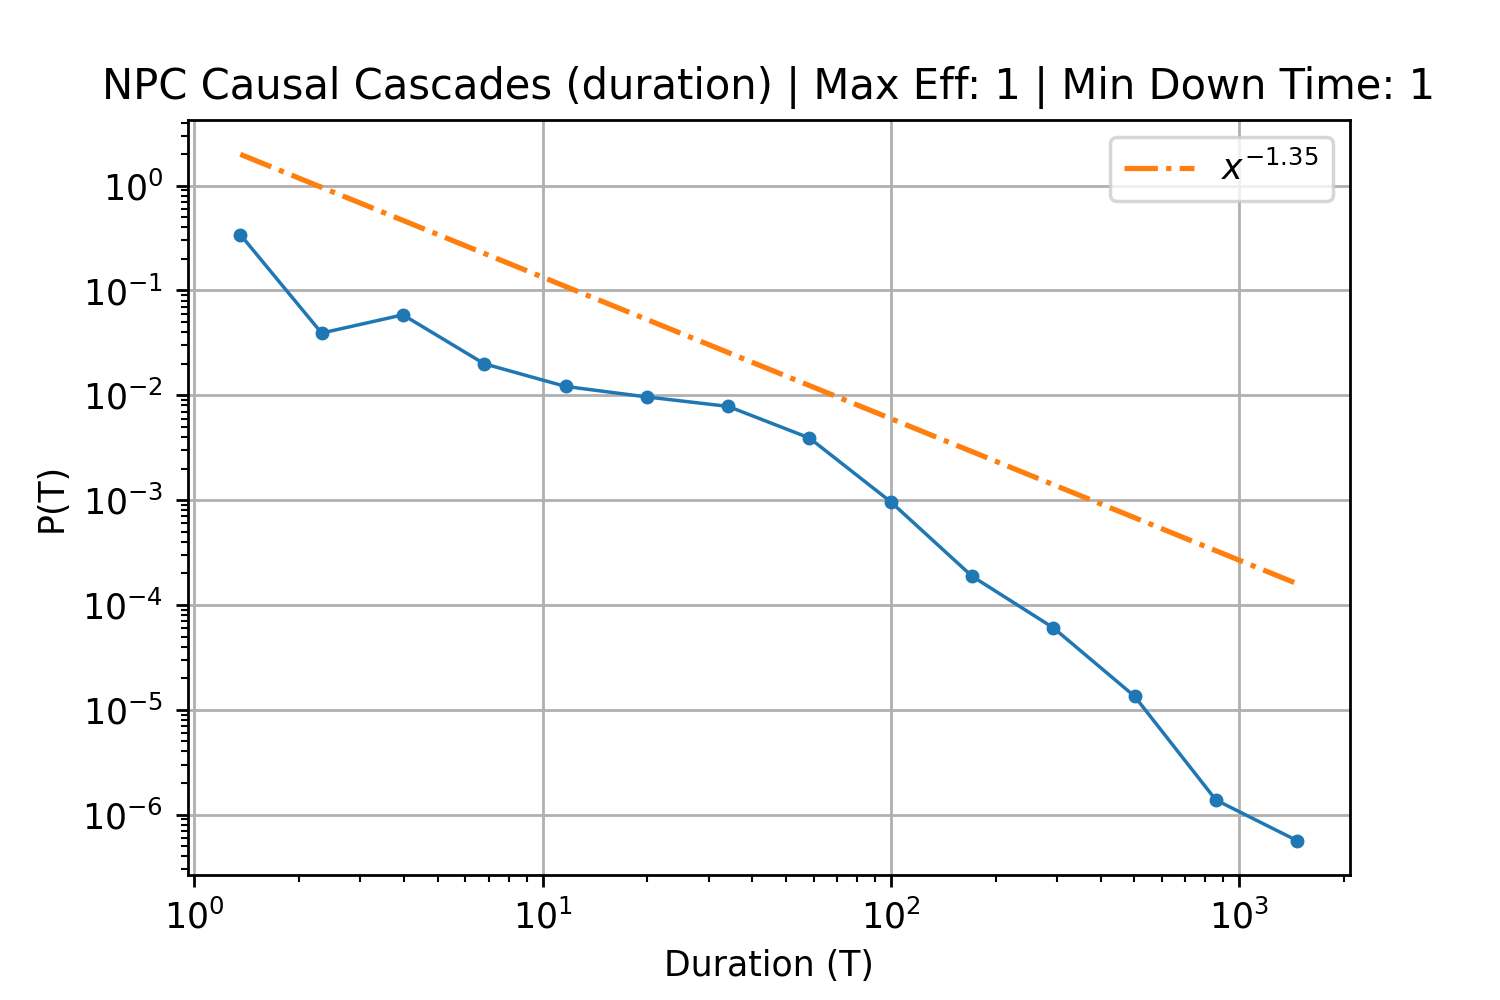 NPC Causal Cascades (duration) | Max Eff: 1 | Min Down Time: 1
x^{-1.35}
P(T)
10^0
10^{-1}
10^{-2}
10^{-3}
10^{-4}
10^{-5}
10^{-6}
10^0 10^1 10^2 10^3
Duration (T)